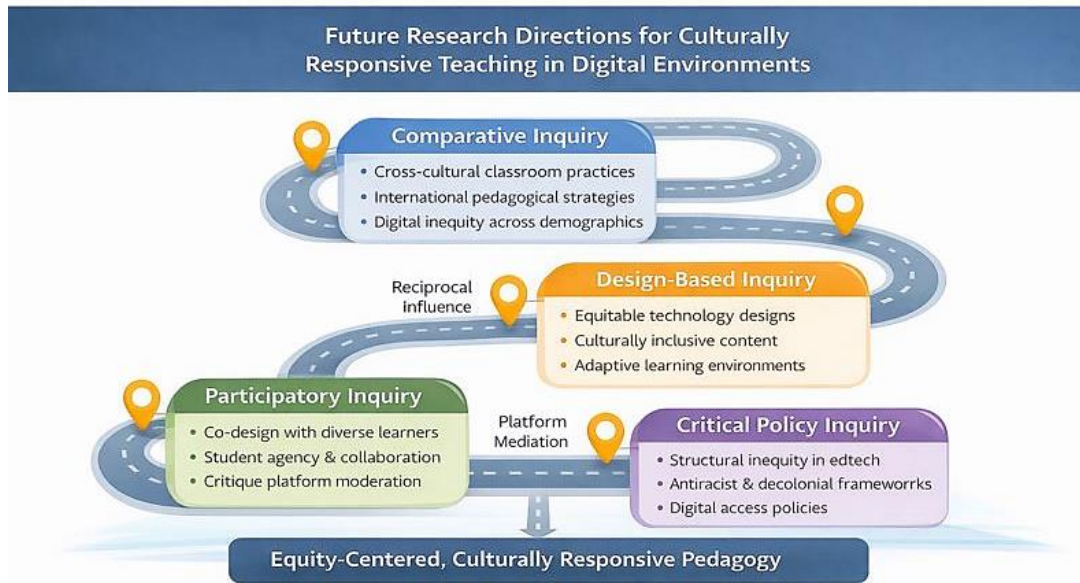 Future Research Directions for Culturally
Responsive Teaching in Digital Environments
Comparative Inquiry
• Cross-cultural classroom practices
• International pedagogical strategies
• Digital inequity across demographics
Reciprocal
Influence
Design-Based Inquiry
• Equitable technology designs
• Culturally inclusive content
• Adaptive learning environments
Participatory Inquiry
• Co-design with diverse learners
• Student agency & collaboration
• Critique platform moderation
Platform
Mediation
Critical Policy Inquiry
• Structural inequity in edtech
• Antiracist & decolonial frameworrks
• Digital access policies
Equity-Centered, Culturally Responsive Pedagogy